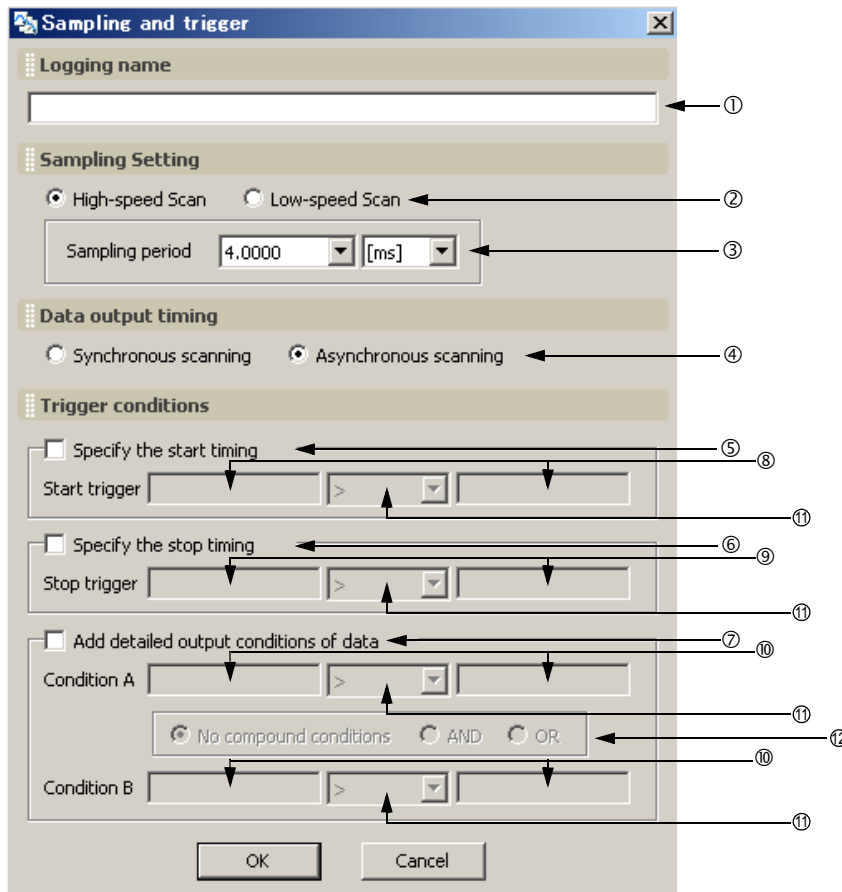 Sampling and trigger
Logging name
①
Sampling Setting
High-speed Scan Low-speed Scan ②
Sampling period 4.0000 [ms] ③
Data output timing
Synchronous scanning Asynchronous scanning ④
Trigger conditions
Specify the start timing ⑤
⑧
Start trigger >
⑪
Specify the stop timing ⑥
⑨
Stop trigger >
⑪
Add detailed output conditions of data ⑦
⑩
Condition A >
⑪
No compound conditions AND OR ⑫
⑩
Condition B >
⑪
OK Cancel